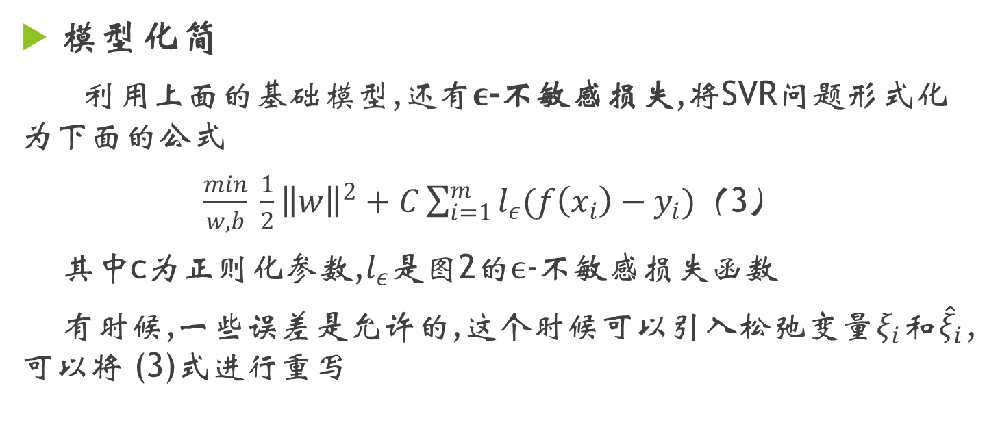 模型化简
利用上面的基础模型,还有ϵ-不敏感损失,将SVR问题形式化
为下面的公式
$\frac{min}{w,b} \frac{1}{2} \|w\|^2 + C \sum_{i=1}^{m} l_\epsilon(f(x_i) - y_i)$（3）
其中c为正则化参数,$l_\epsilon$是图2的ϵ-不敏感损失函数
有时候,一些误差是允许的,这个时候可以引入松弛变量$\xi_i$和$\hat{\xi}_i$,
可以将 (3)式进行重写